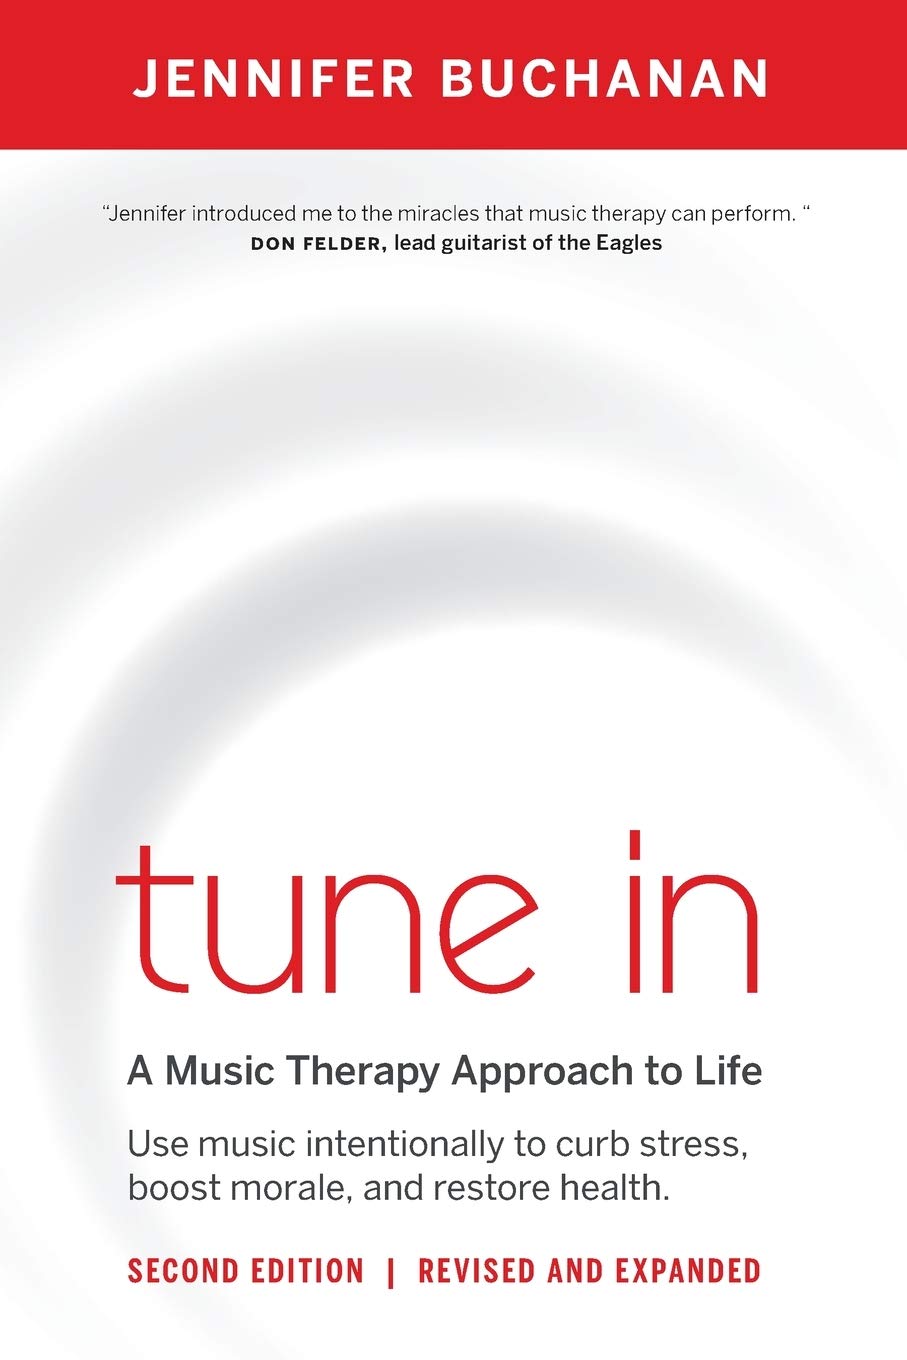 JENNIFER BUCHANAN
“Jennifer introduced me to the miracles that music therapy can perform. “
DON FELDER, lead guitarist of the Eagles
tune in
A Music Therapy Approach to Life
Use music intentionally to curb stress,
boost morale, and restore health.
SECOND EDITION | REVISED AND EXPANDED